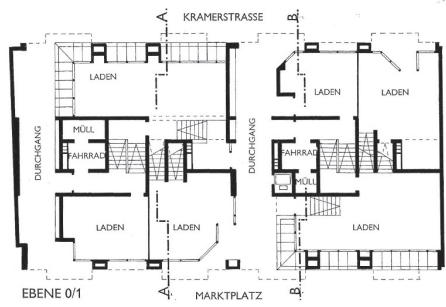 A KRAMERSTRASSE B
LADEN LADEN LADEN
DURCHGANG DURCHGANG
MÜLL
FAHRRAD FAHRRAD
MÜLL
LADEN LADEN LADEN
EBENE 0/1 A MARKTPLATZ B